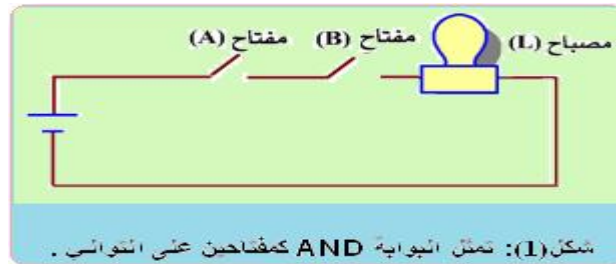 مفتاح (A) مفتاح (B) مصباح (L)
شكل(1): تمثل البوابة AND كمفتاحين على التوالي .